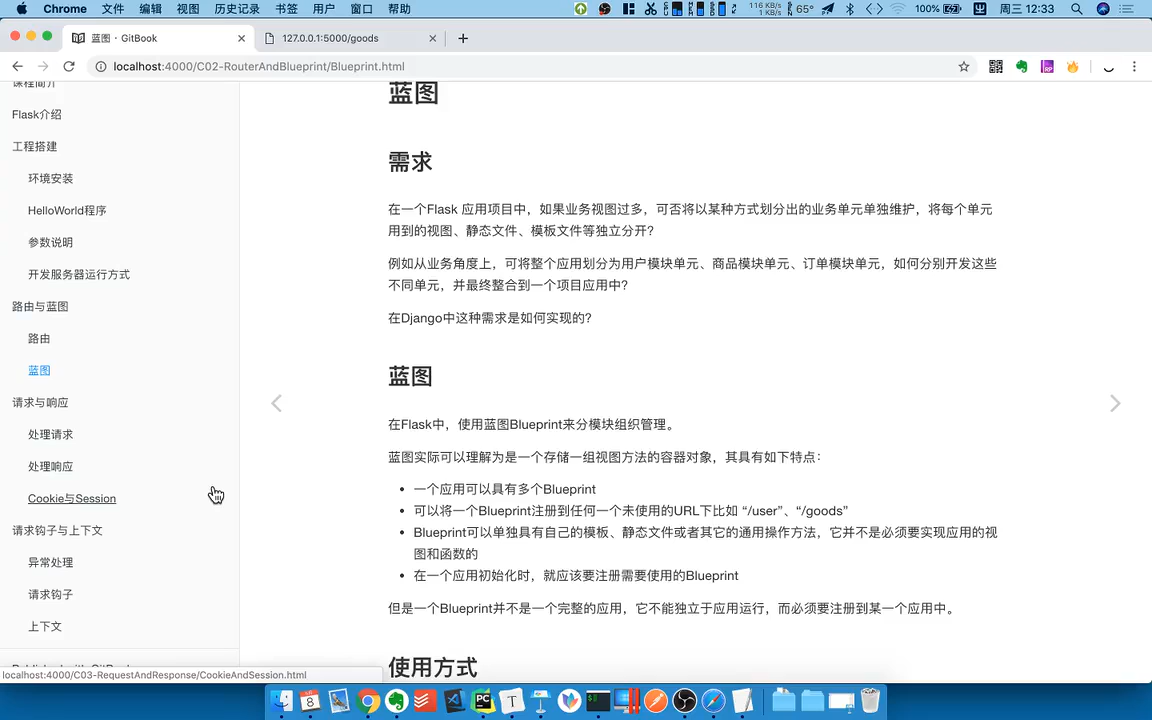 Chrome 文件 编辑 视图 历史记录 书签 用户 窗口 帮助 116 KB/s 1 KB/s 65° 100% 周三 12:33
蓝图 · GitBook 127.0.0.1:5000/goods
localhost:4000/C02-RouterAndBlueprint/Blueprint.html
课程简介
Flask介绍
工程搭建
环境安装
HelloWorld程序
参数说明
开发服务器运行方式
路由与蓝图
路由
蓝图
请求与响应
处理请求
处理响应
Cookie与Session
请求钩子与上下文
异常处理
请求钩子
上下文
Published with GitBook
localhost:4000/C03-RequestAndResponse/CookieAndSession.html
蓝图
需求
在一个Flask 应用项目中，如果业务视图过多，可否将以某种方式划分出的业务单元单独维护，将每个单元
用到的视图、静态文件、模板文件等独立分开？
例如从业务角度上，可将整个应用划分为用户模块单元、商品模块单元、订单模块单元，如何分别开发这些
不同单元，并最终整合到一个项目应用中？
在Django中这种需求是如何实现的？
蓝图
在Flask中，使用蓝图Blueprint来分模块组织管理。
蓝图实际可以理解为是一个存储一组视图方法的容器对象，其具有如下特点：
• 一个应用可以具有多个Blueprint
• 可以将一个Blueprint注册到任何一个未使用的URL下比如 “/user”、“/goods”
• Blueprint可以单独具有自己的模板、静态文件或者其它的通用操作方法，它并不是必须要实现应用的视
图和函数的
• 在一个应用初始化时，就应该要注册需要使用的Blueprint
但是一个Blueprint并不是一个完整的应用，它不能独立于应用运行，而必须要注册到某一个应用中。
使用方式
8
PC
T